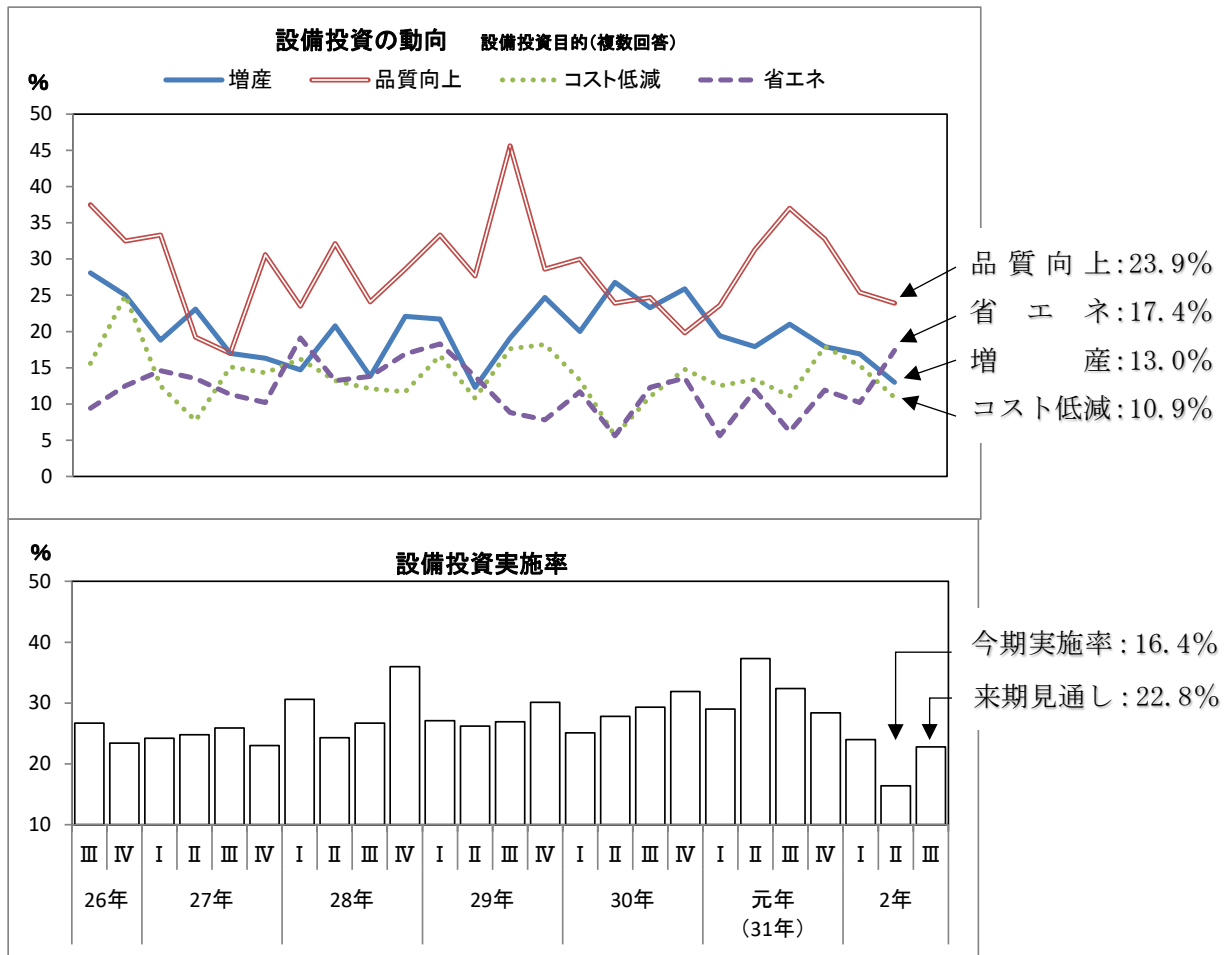 設備投資の動向 設備投資目的(複数回答)
% 増産 品質向上 コスト低減 省エネ
50
45
40
35
30
25
20
15
10
5
0
品質向上:23.9%
省エネ:17.4%
増産:13.0%
コスト低減:10.9%
% 設備投資実施率
50
40
30
20
10
今期実施率:16.4%
来期見通し:22.8%
Ⅲ Ⅳ Ⅰ Ⅱ Ⅲ Ⅳ Ⅰ Ⅱ Ⅲ Ⅳ Ⅰ Ⅱ Ⅲ Ⅳ Ⅰ Ⅱ Ⅲ Ⅳ Ⅰ Ⅱ Ⅲ Ⅳ Ⅰ Ⅱ Ⅲ
26年 27年 28年 29年 30年 元年 2年
(31年)